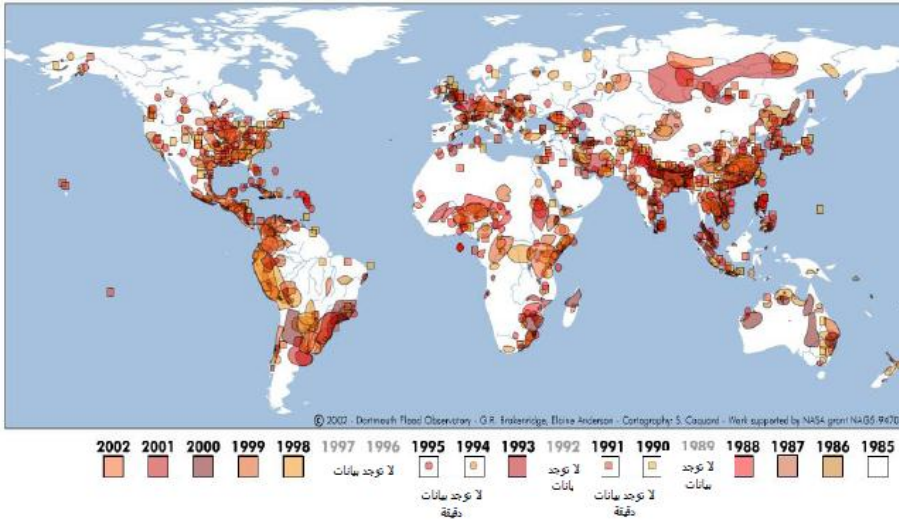 © 2002 - Dartmouth Flood Observatory - G.R. Brakenridge, Elaine Anderson - Cartography: S. Caquard - Work supported by NASA grant NAG5-9470
2002 2001 2000 1999 1998 1997 1996 1995 1994 1993 1992 1991 1990 1989 1988 1987 1986 1985
لا توجد بيانات
لا توجد
يانات
لا توجد
بيانات
لا توجد بيانات
دقيقة
لا توجد بيانات
دقيقة